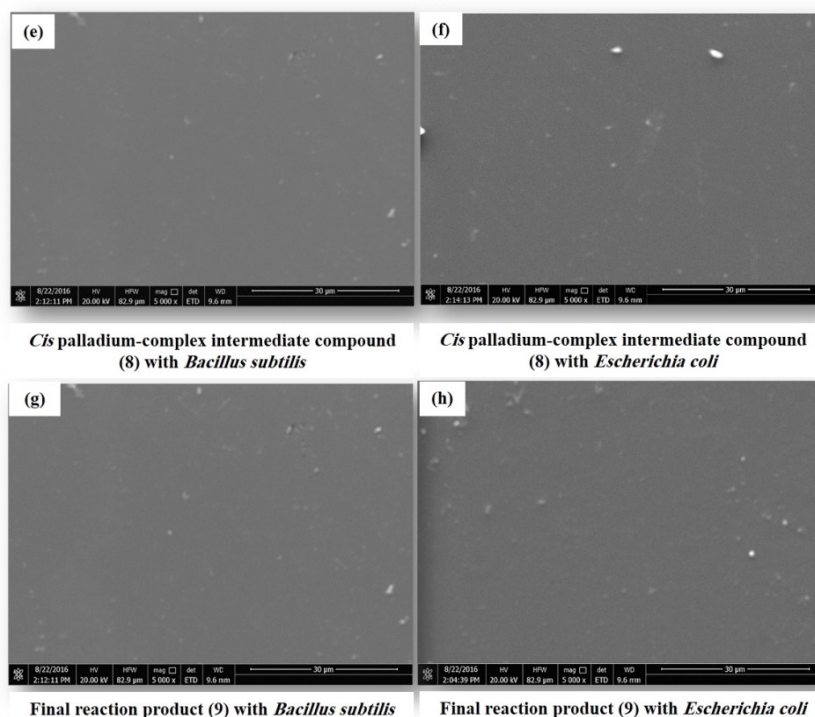 (e)
8/22/2016 HV HFW mag det WD 30 µm
2:12:11 PM 20.00 kV 82.9 µm 5 000 x ETD 9.6 mm
Cis palladium-complex intermediate compound
(8) with Bacillus subtilis
(f)
8/22/2016 HV HFW mag det WD 30 µm
2:14:13 PM 20.00 kV 82.9 µm 5 000 x ETD 9.6 mm
Cis palladium-complex intermediate compound
(8) with Escherichia coli
(g)
8/22/2016 HV HFW mag det WD 30 µm
2:12:11 PM 20.00 kV 82.9 µm 5 000 x ETD 9.6 mm
Final reaction product (9) with Bacillus subtilis
(h)
8/22/2016 HV HFW mag det WD 30 µm
2:04:39 PM 20.00 kV 82.9 µm 5 000 x ETD 9.6 mm
Final reaction product (9) with Escherichia coli